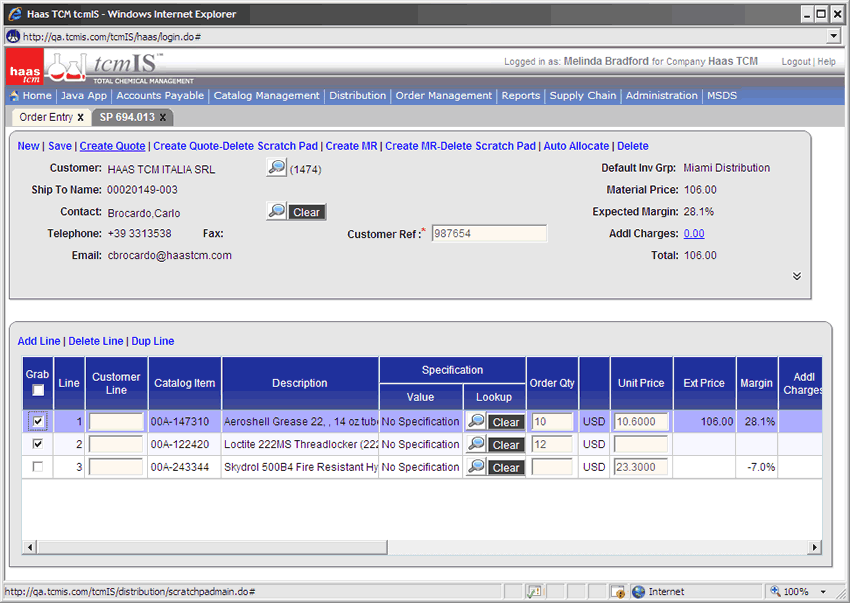 Haas TCM tcmIS - Windows Internet Explorer
http://qa.tcmis.com/tcmIS/haas/login.do#
haas tcm tcmIS™ TOTAL CHEMICAL MANAGEMENT
Logged in as: Melinda Bradford for Company Haas TCM Logout | Help
Home | Java App | Accounts Payable | Catalog Management | Distribution | Order Management | Reports | Supply Chain | Administration | MSDS
Order Entry x SP 694.013 x
New | Save | Create Quote | Create Quote-Delete Scratch Pad | Create MR | Create MR-Delete Scratch Pad | Auto Allocate | Delete
Customer: HAAS TCM ITALIA SRL (1474) Default Inv Grp: Miami Distribution
Ship To Name: 00020149-003 Material Price: 106.00
Contact: Brocardo,Carlo Clear Expected Margin: 28.1%
Telephone: +39 3313538 Fax: Customer Ref :* 987654 Addl Charges: 0.00
Email: cbrocardo@haastcm.com Total: 106.00
Add Line | Delete Line | Dup Line
Grab Line Customer Line Catalog Item Description Specification Value Lookup Order Qty Unit Price Ext Price Margin Addl Charges
1 00A-147310 Aeroshell Grease 22, , 14 oz tube No Specification Clear 10 USD 10.6000 106.00 28.1%
2 00A-122420 Loctite 222MS Threadlocker (222 No Specification Clear 12 USD
3 00A-243344 Skydrol 500B4 Fire Resistant Hy No Specification Clear USD 23.3000 -7.0%
http://qa.tcmis.com/tcmIS/distribution/scratchpadmain.do# Internet 100%